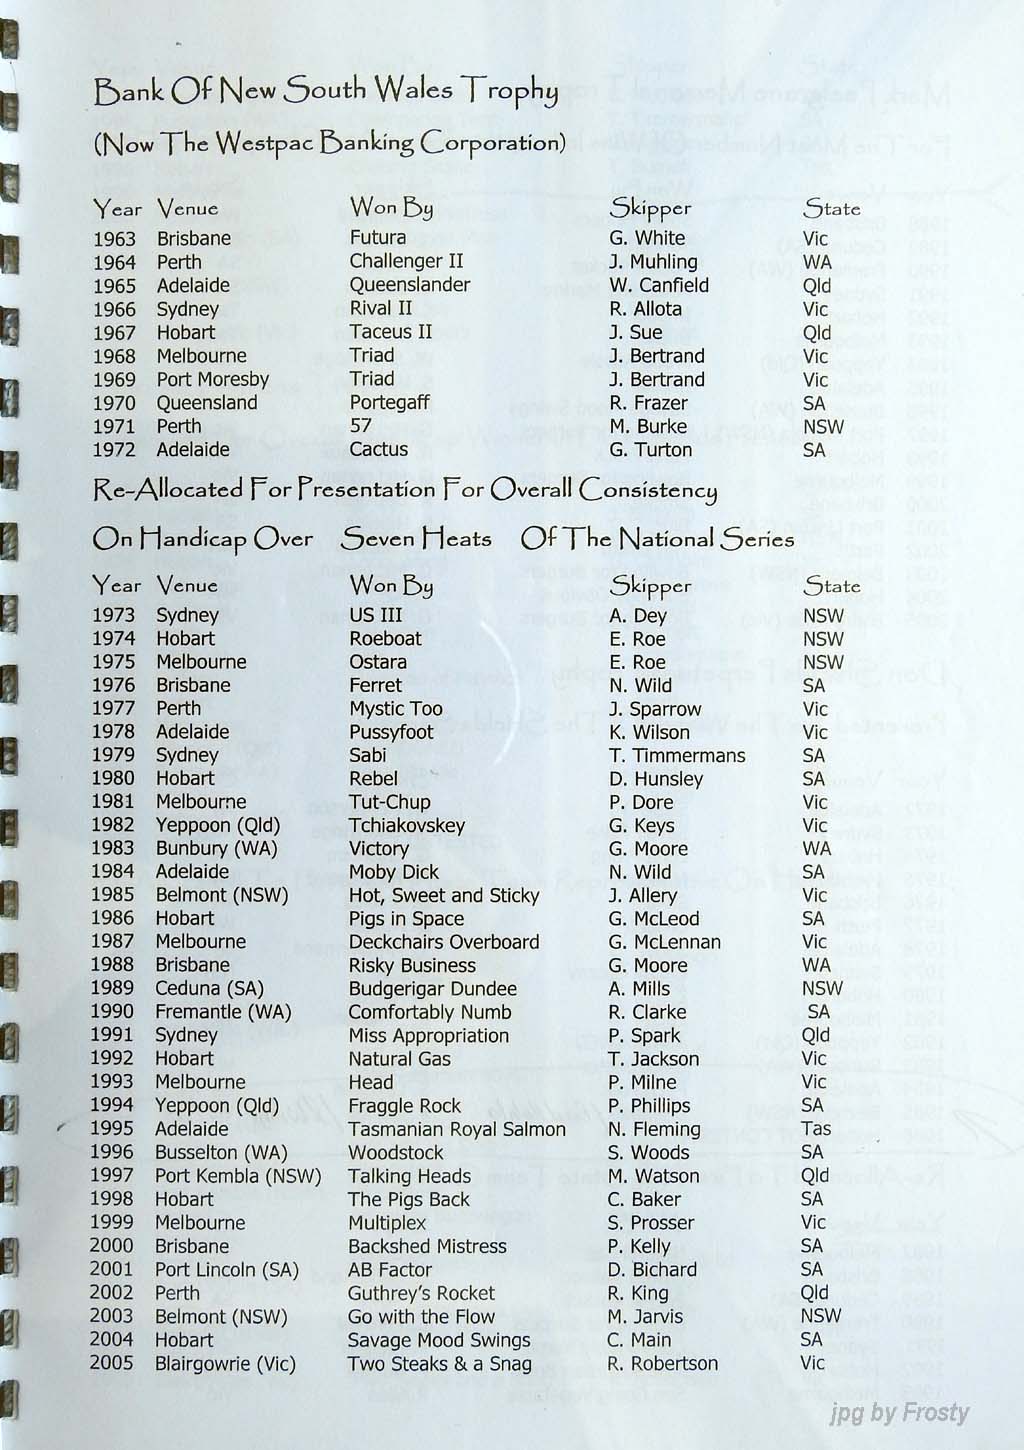 Bank Of New South Wales Trophy
(Now The Westpac Banking Corporation)
Year Venue Won By Skipper State
1963 Brisbane Futura G. White Vic
1964 Perth Challenger II J. Muhling WA
1965 Adelaide Queenslander W. Canfield Qld
1966 Sydney Rival II R. Allota Vic
1967 Hobart Taceus II J. Sue Qld
1968 Melbourne Triad J. Bertrand Vic
1969 Port Moresby Triad J. Bertrand Vic
1970 Queensland Portegaff R. Frazer SA
1971 Perth 57 M. Burke NSW
1972 Adelaide Cactus G. Turton SA
Re-Allocated For Presentation For Overall Consistency
On Handicap Over Seven Heats Of The National Series
Year Venue Won By Skipper State
1973 Sydney US III A. Dey NSW
1974 Hobart Roeboat E. Roe NSW
1975 Melbourne Ostara E. Roe NSW
1976 Brisbane Ferret N. Wild SA
1977 Perth Mystic Too J. Sparrow Vic
1978 Adelaide Pussyfoot K. Wilson Vic
1979 Sydney Sabi T. Timmermans SA
1980 Hobart Rebel D. Hunsley SA
1981 Melbourne Tut-Chup P. Dore Vic
1982 Yeppoon (Qld) Tchiakovskey G. Keys Vic
1983 Bunbury (WA) Victory G. Moore WA
1984 Adelaide Moby Dick N. Wild SA
1985 Belmont (NSW) Hot, Sweet and Sticky J. Allery Vic
1986 Hobart Pigs in Space G. McLeod SA
1987 Melbourne Deckchairs Overboard G. McLennan Vic
1988 Brisbane Risky Business G. Moore WA
1989 Ceduna (SA) Budgerigar Dundee A. Mills NSW
1990 Fremantle (WA) Comfortably Numb R. Clarke SA
1991 Sydney Miss Appropriation P. Spark Qld
1992 Hobart Natural Gas T. Jackson Vic
1993 Melbourne Head P. Milne Vic
1994 Yeppoon (Qld) Fraggle Rock P. Phillips SA
1995 Adelaide Tasmanian Royal Salmon N. Fleming Tas
1996 Busselton (WA) Woodstock S. Woods SA
1997 Port Kembla (NSW) Talking Heads M. Watson Qld
1998 Hobart The Pigs Back C. Baker SA
1999 Melbourne Multiplex S. Prosser Vic
2000 Brisbane Backshed Mistress P. Kelly SA
2001 Port Lincoln (SA) AB Factor D. Bichard SA
2002 Perth Guthrey's Rocket R. King Qld
2003 Belmont (NSW) Go with the Flow M. Jarvis NSW
2004 Hobart Savage Mood Swings C. Main SA
2005 Blairgowrie (Vic) Two Steaks & a Snag R. Robertson Vic
jpg by Frosty